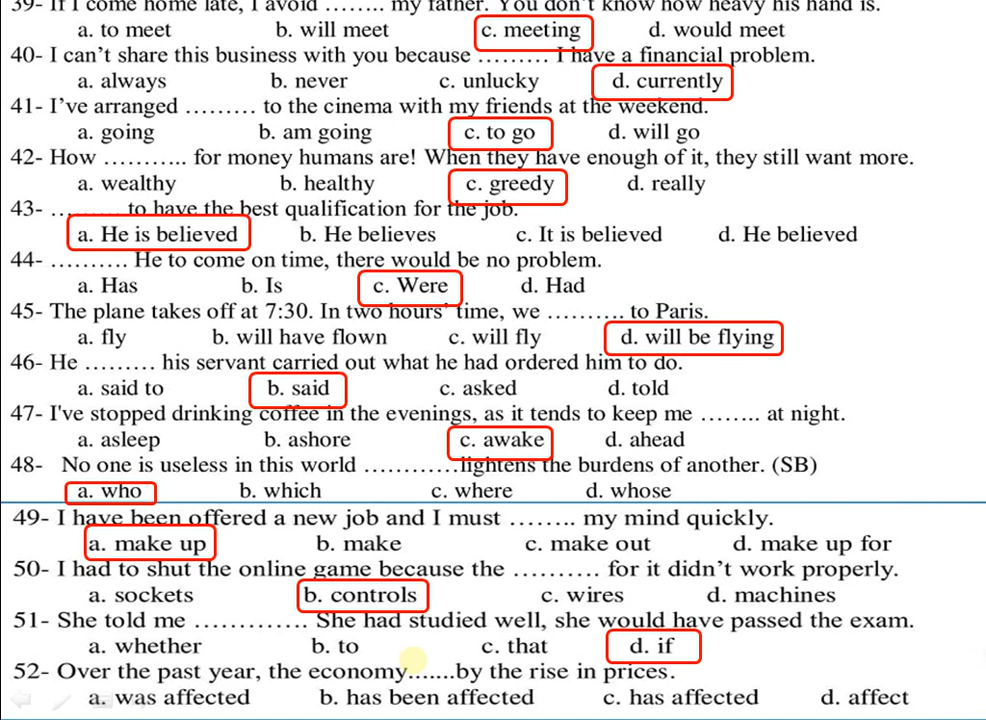 39- If I come home late, I avoid ........ my father. You don't know how heavy his hand is.
a. to meet b. will meet c. meeting d. would meet
40- I can't share this business with you because ......... I have a financial problem.
a. always b. never c. unlucky d. currently
41- I've arranged ......... to the cinema with my friends at the weekend.
a. going b. am going c. to go d. will go
42- How ........... for money humans are! When they have enough of it, they still want more.
a. wealthy b. healthy c. greedy d. really
43- ......... to have the best qualification for the job.
a. He is believed b. He believes c. It is believed d. He believed
44- .......... He to come on time, there would be no problem.
a. Has b. Is c. Were d. Had
45- The plane takes off at 7:30. In two hours' time, we .......... to Paris.
a. fly b. will have flown c. will fly d. will be flying
46- He ......... his servant carried out what he had ordered him to do.
a. said to b. said c. asked d. told
47- I've stopped drinking coffee in the evenings, as it tends to keep me ........ at night.
a. asleep b. ashore c. awake d. ahead
48- No one is useless in this world ............lightens the burdens of another. (SB)
a. who b. which c. where d. whose
49- I have been offered a new job and I must ........ my mind quickly.
a. make up b. make c. make out d. make up for
50- I had to shut the online game because the .......... for it didn't work properly.
a. sockets b. controls c. wires d. machines
51- She told me ............. She had studied well, she would have passed the exam.
a. whether b. to c. that d. if
52- Over the past year, the economy.......by the rise in prices.
a. was affected b. has been affected c. has affected d. affect